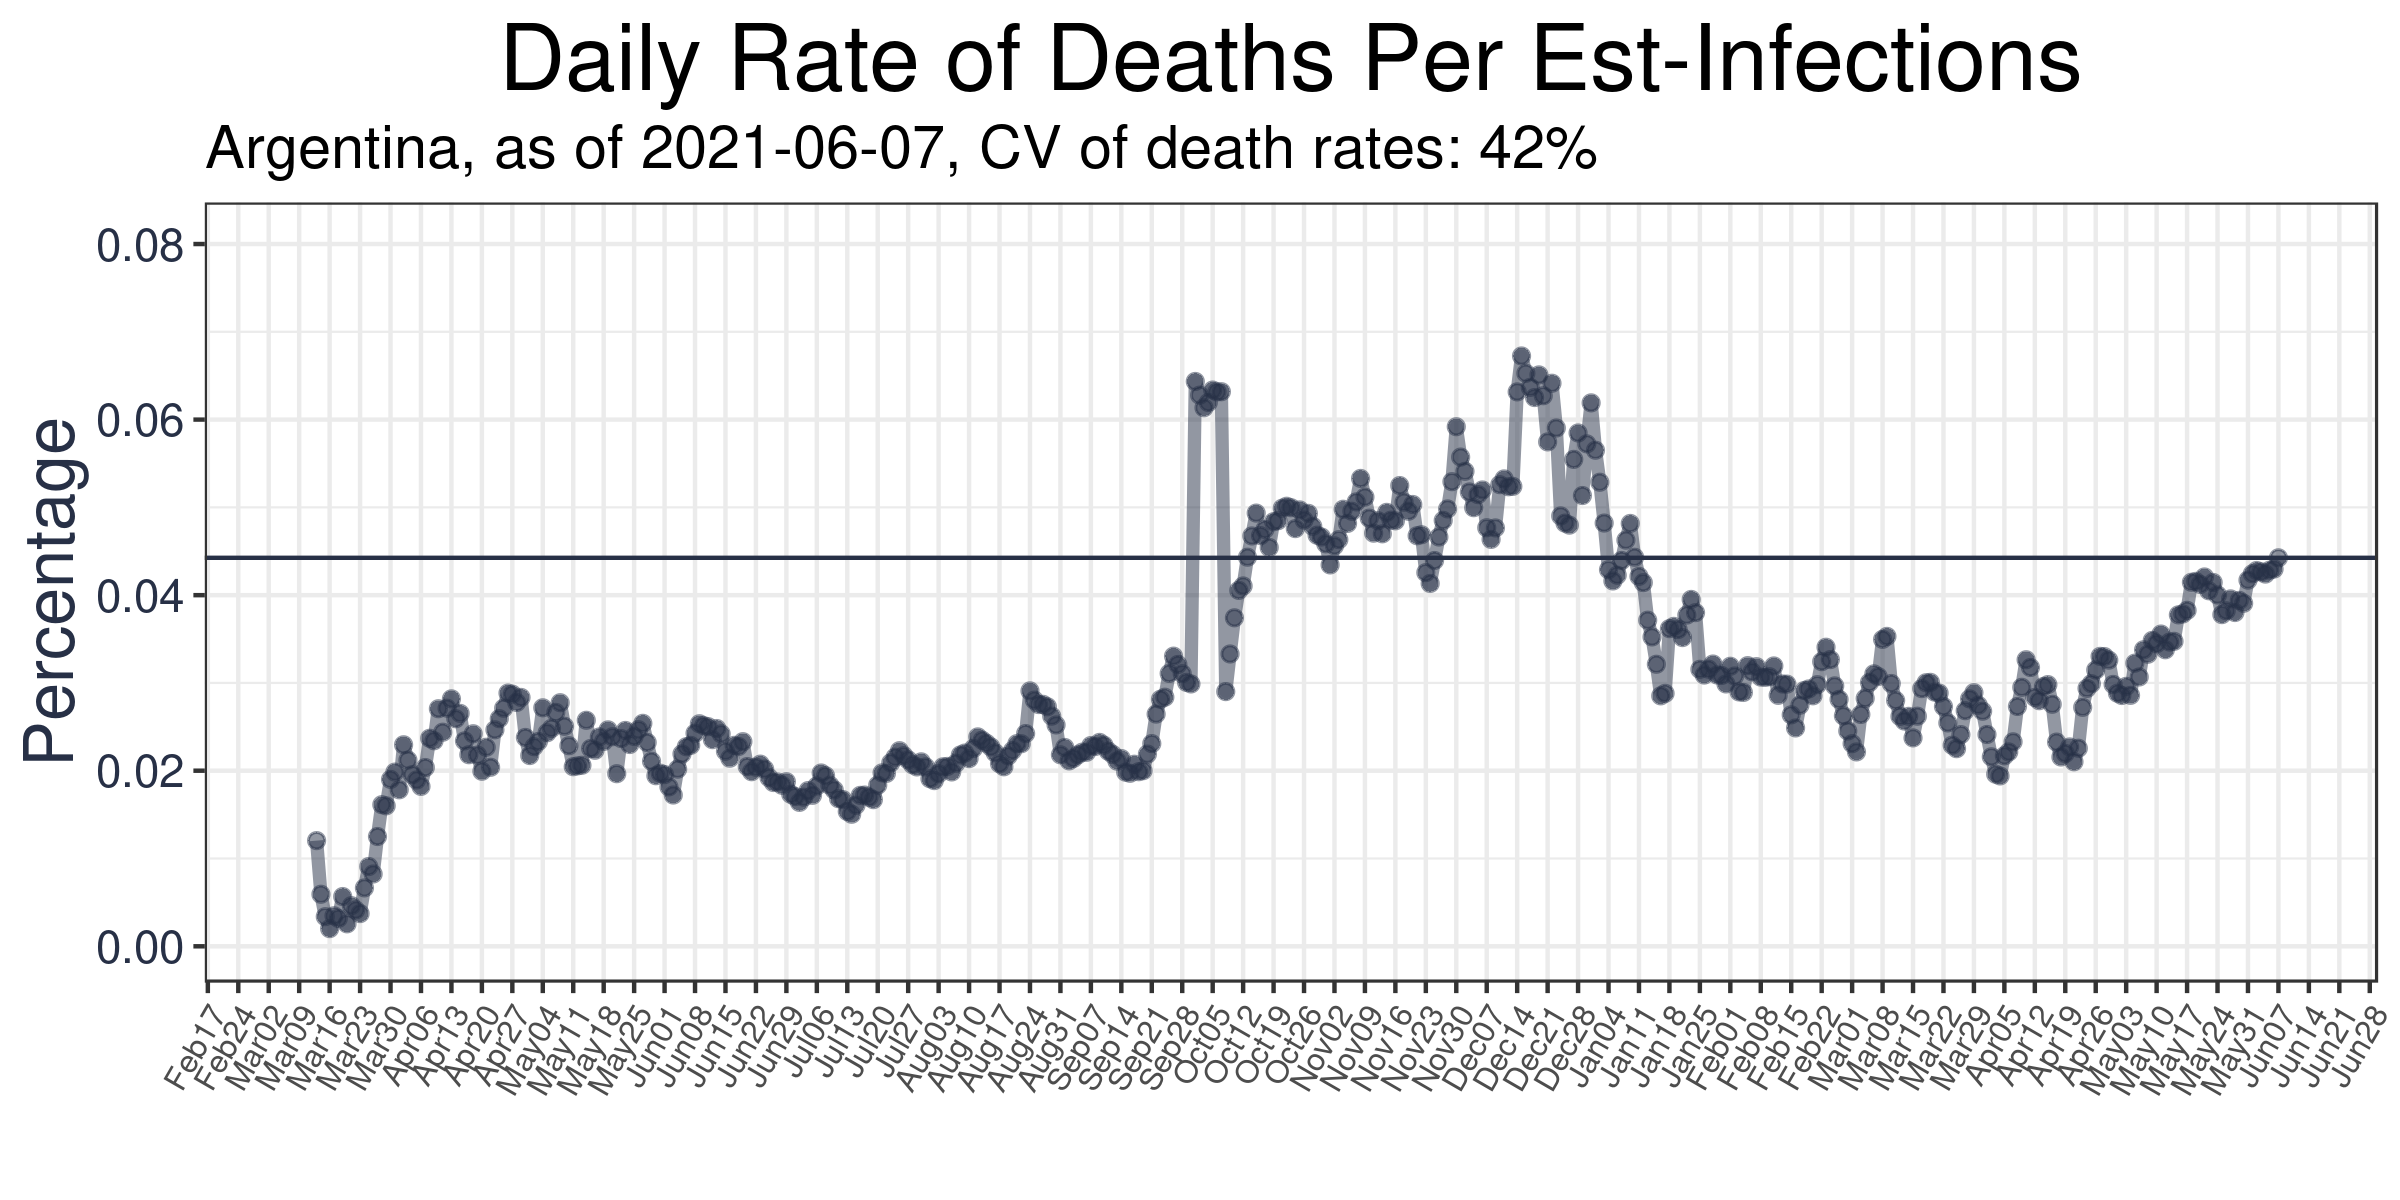 Daily Rate of Deaths Per Est-Infections
Argentina, as of 2021-06-07, CV of death rates: 42%
Percentage
0.08
0.06
0.04
0.02
0.00
Feb17
Feb24
Mar02
Mar09
Mar16
Mar23
Mar30
Apr06
Apr13
Apr20
Apr27
May04
May11
May18
May25
Jun01
Jun08
Jun15
Jun22
Jun29
Jul06
Jul13
Jul20
Jul27
Aug03
Aug10
Aug17
Aug24
Aug31
Sep07
Sep14
Sep21
Sep28
Oct05
Oct12
Oct19
Oct26
Nov02
Nov09
Nov16
Nov23
Nov30
Dec07
Dec14
Dec21
Dec28
Jan04
Jan11
Jan18
Jan25
Feb01
Feb08
Feb15
Feb22
Mar01
Mar08
Mar15
Mar22
Mar29
Apr05
Apr12
Apr19
Apr26
May03
May10
May17
May24
May31
Jun07
Jun14
Jun21
Jun28